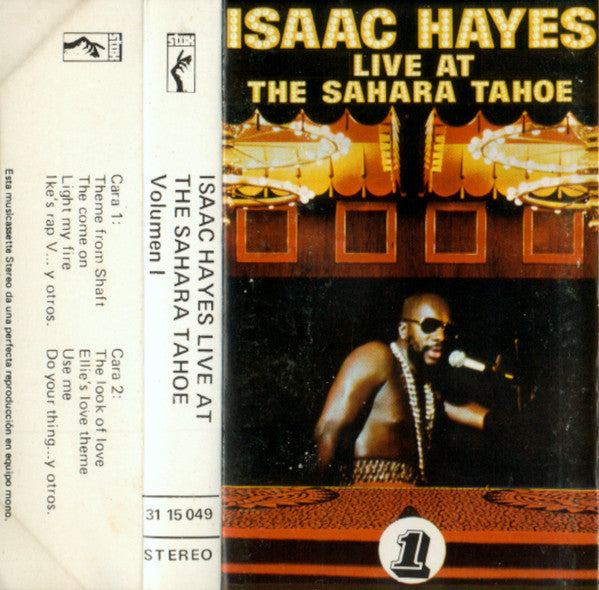 stax
Cara 1:
Theme from Shaft
The come on
Light my fire
Ike's rap V... y otros.
Cara 2:
The look of love
Ellie's love theme
Use me
Do your thing...y otros.
Esta musicassette Stereo da una perfecta reproducción en equipo mono.
stax
ISAAC HAYES LIVE AT
THE SAHARA TAHOE
Volumen I
31 15 049
STEREO
ISAAC HAYES
LIVE AT
THE SAHARA TAHOE
1